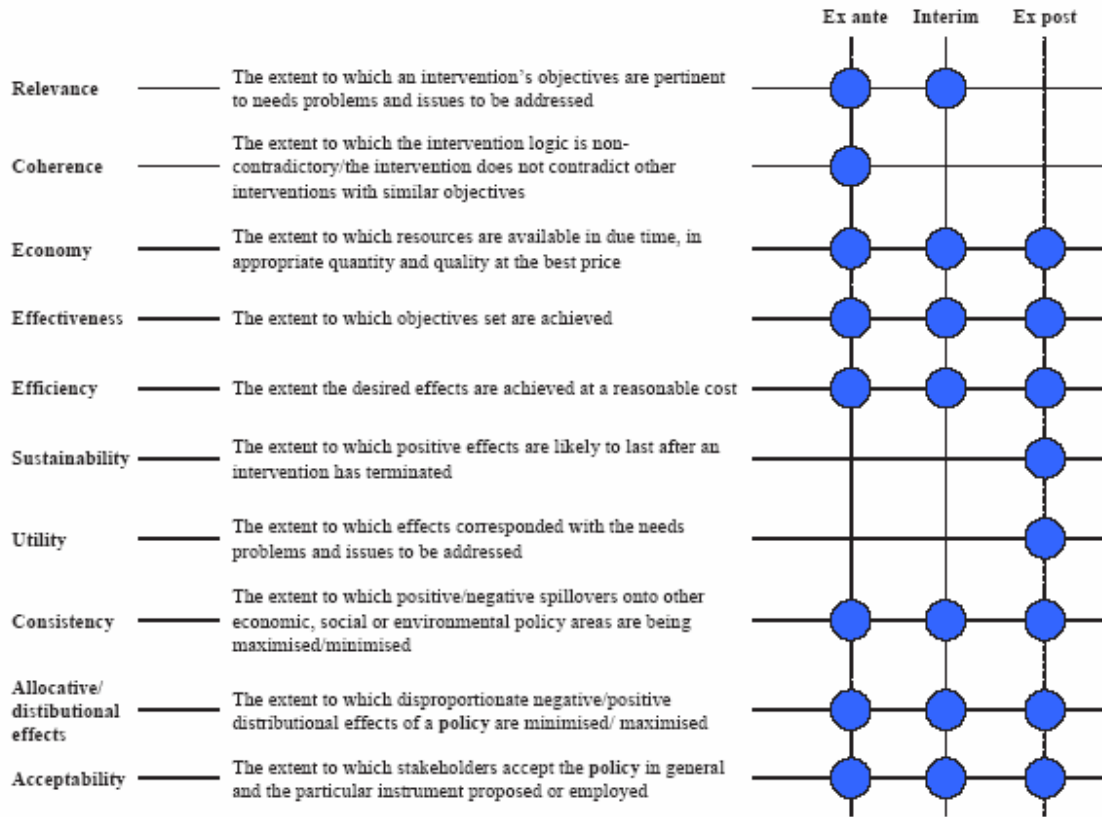 Ex ante Interim Ex post
Relevance
The extent to which an intervention's objectives are pertinent
to needs problems and issues to be addressed
Coherence
The extent to which the intervention logic is non-
contradictory/the intervention does not contradict other
interventions with similar objectives
Economy
The extent to which resources are available in due time, in
appropriate quantity and quality at the best price
Effectiveness
The extent to which objectives set are achieved
Efficiency
The extent the desired effects are achieved at a reasonable cost
Sustainability
The extent to which positive effects are likely to last after an
intervention has terminated
Utility
The extent to which effects corresponded with the needs
problems and issues to be addressed
Consistency
The extent to which positive/negative spillovers onto other
economic, social or environmental policy areas are being
maximised/minimised
Allocative/
distibutional
effects
The extent to which disproportionate negative/positive
distributional effects of a policy are minimised/ maximised
Acceptability
The extent to which stakeholders accept the policy in general
and the particular instrument proposed or employed